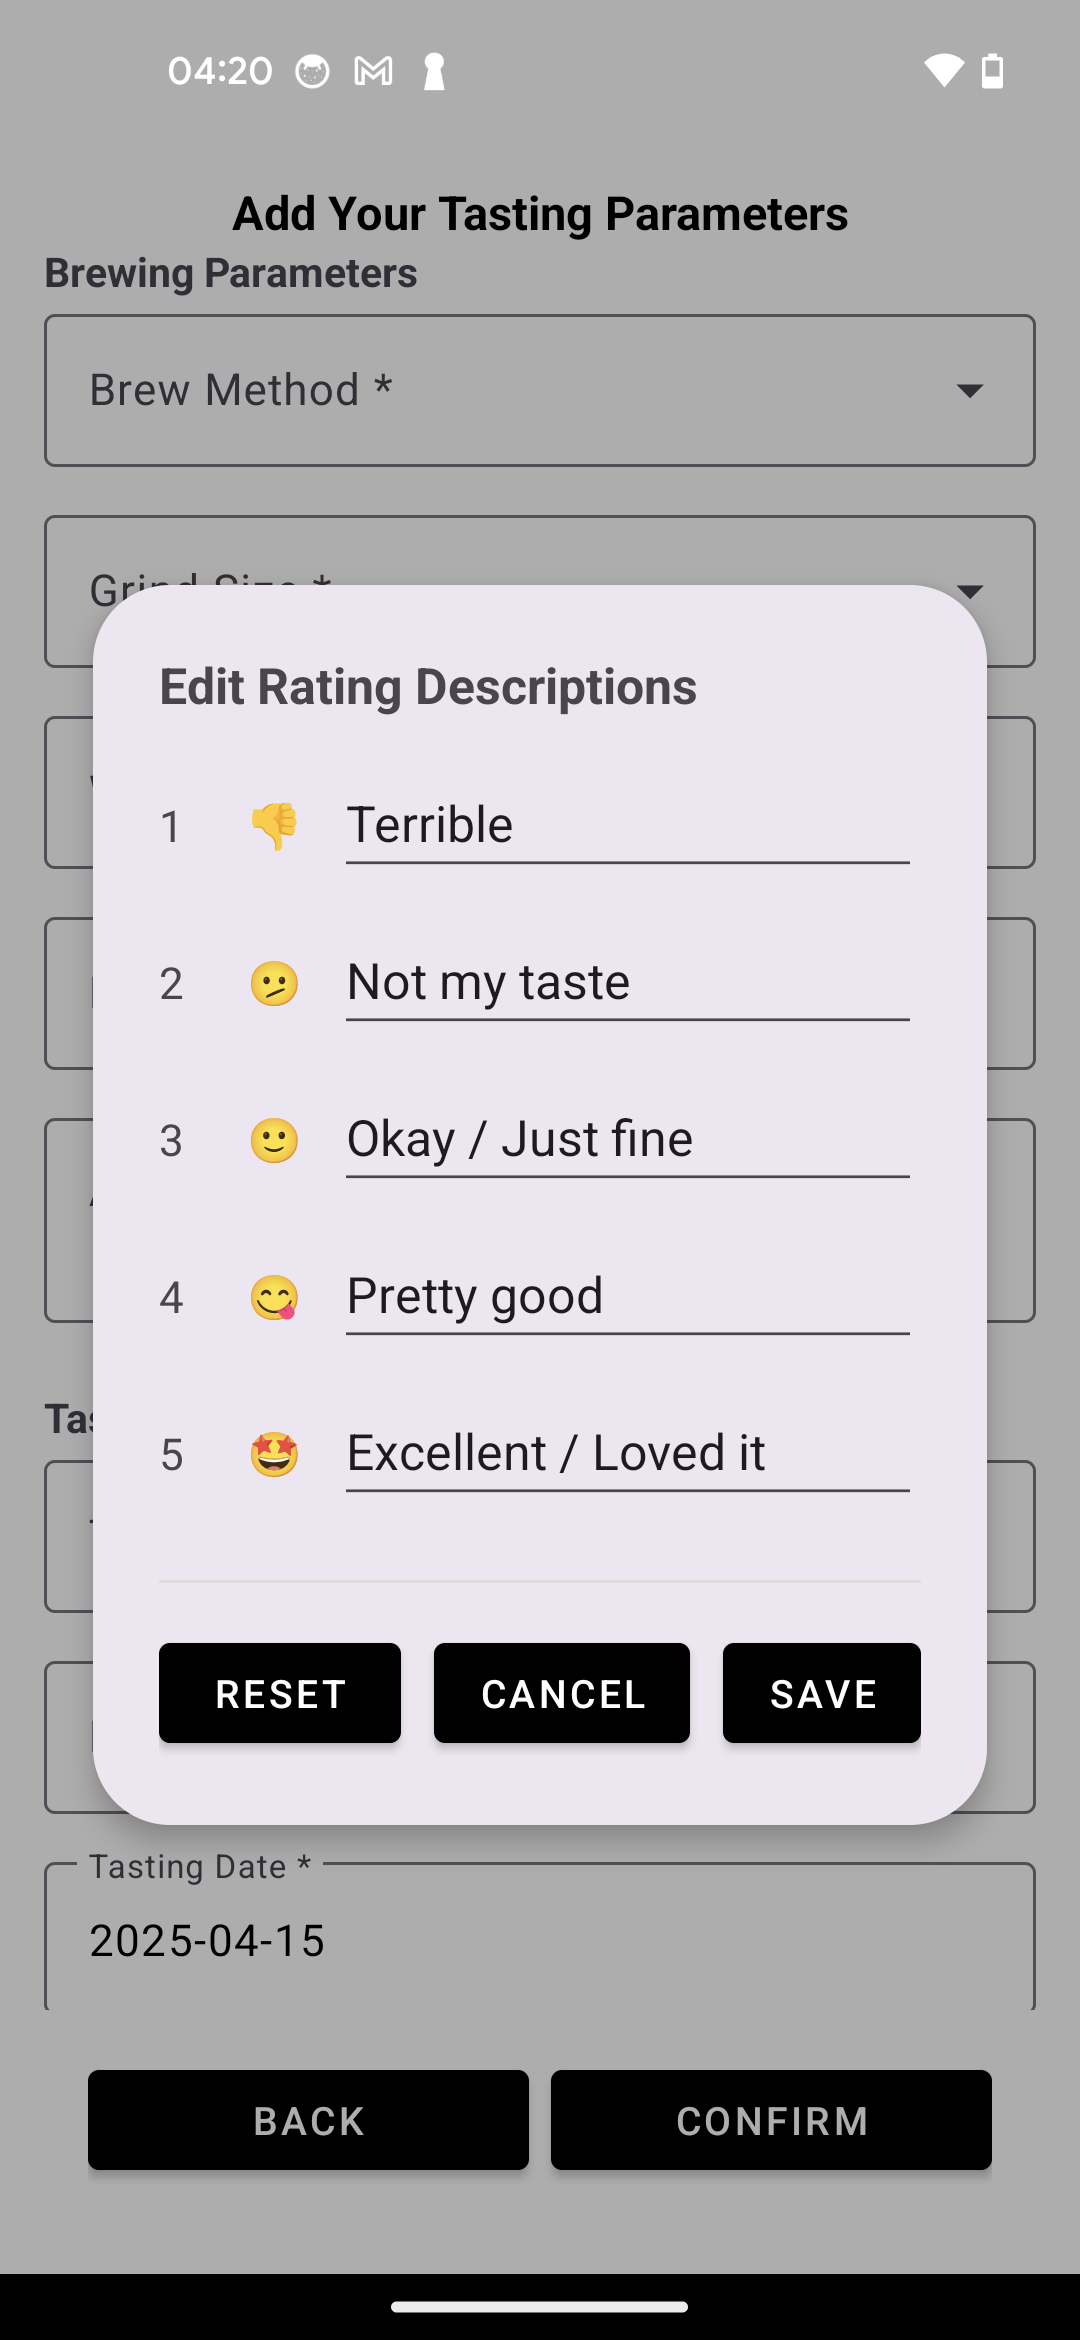 04:20
Add Your Tasting Parameters
Brewing Parameters
Brew Method *
Grind Size *
Edit Rating Descriptions
1 👎 Terrible
2 🫤 Not my taste
3 🙂 Okay / Just fine
4 😋 Pretty good
5 🤩 Excellent / Loved it
RESET CANCEL SAVE
Tasting Date *
2025-04-15
BACK CONFIRM